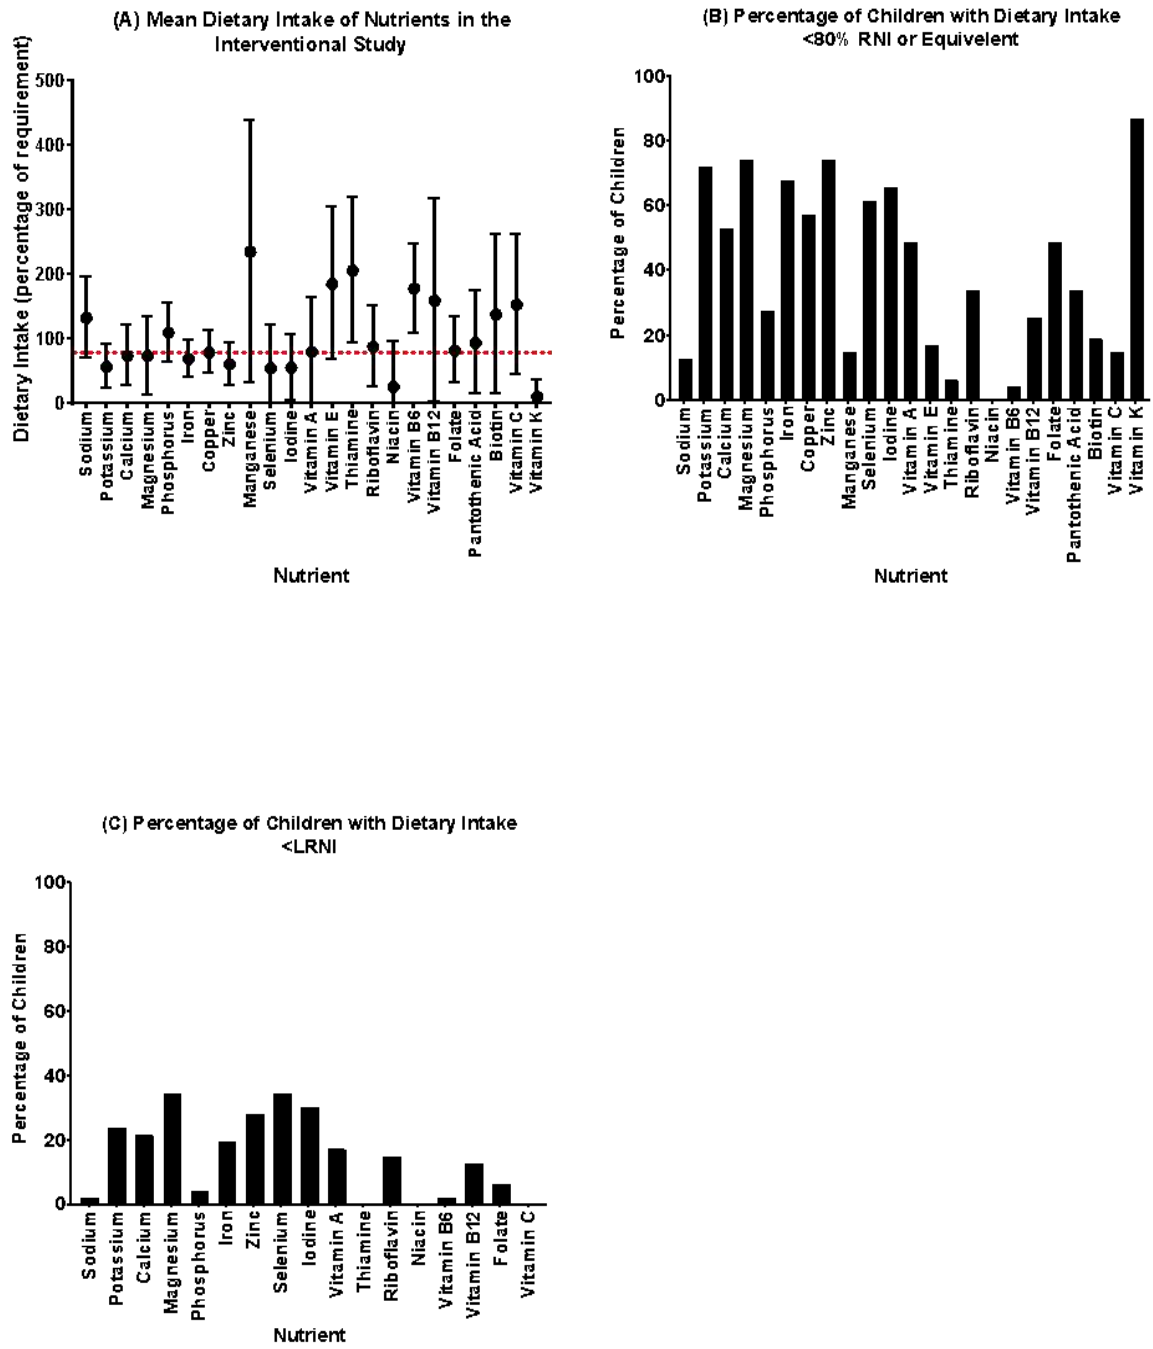 (A) Mean Dietary Intake of Nutrients in the
Interventional Study
Dietary Intake (percentage of requirement)
500
400
300
200
100
0
Sodium
Potassium
Calcium
Magnesium
Phosphorus
Iron
Copper
Zinc
Manganese
Selenium
Iodine
Vitamin A
Vitamin E
Thiamine
Riboflavin
Niacin
Vitamin B6
Vitamin B12
Folate
Pantothenic Acid
Biotin
Vitamin C
Vitamin K
Nutrient
(B) Percentage of Children with Dietary Intake
<80% RNI or Equivelent
Percentage of Children
100
80
60
40
20
0
Sodium
Potassium
Calcium
Magnesium
Phosphorus
Iron
Copper
Zinc
Manganese
Selenium
Iodine
Vitamin A
Vitamin E
Thiamine
Riboflavin
Niacin
Vitamin B6
Vitamin B12
Folate
Pantothenic Acid
Biotin
Vitamin C
Vitamin K
Nutrient
(C) Percentage of Children with Dietary Intake
<LRNI
Percentage of Children
100
80
60
40
20
0
Sodium
Potassium
Calcium
Magnesium
Phosphorus
Iron
Zinc
Selenium
Iodine
Vitamin A
Thiamine
Riboflavin
Niacin
Vitamin B6
Vitamin B12
Folate
Vitamin C
Nutrient